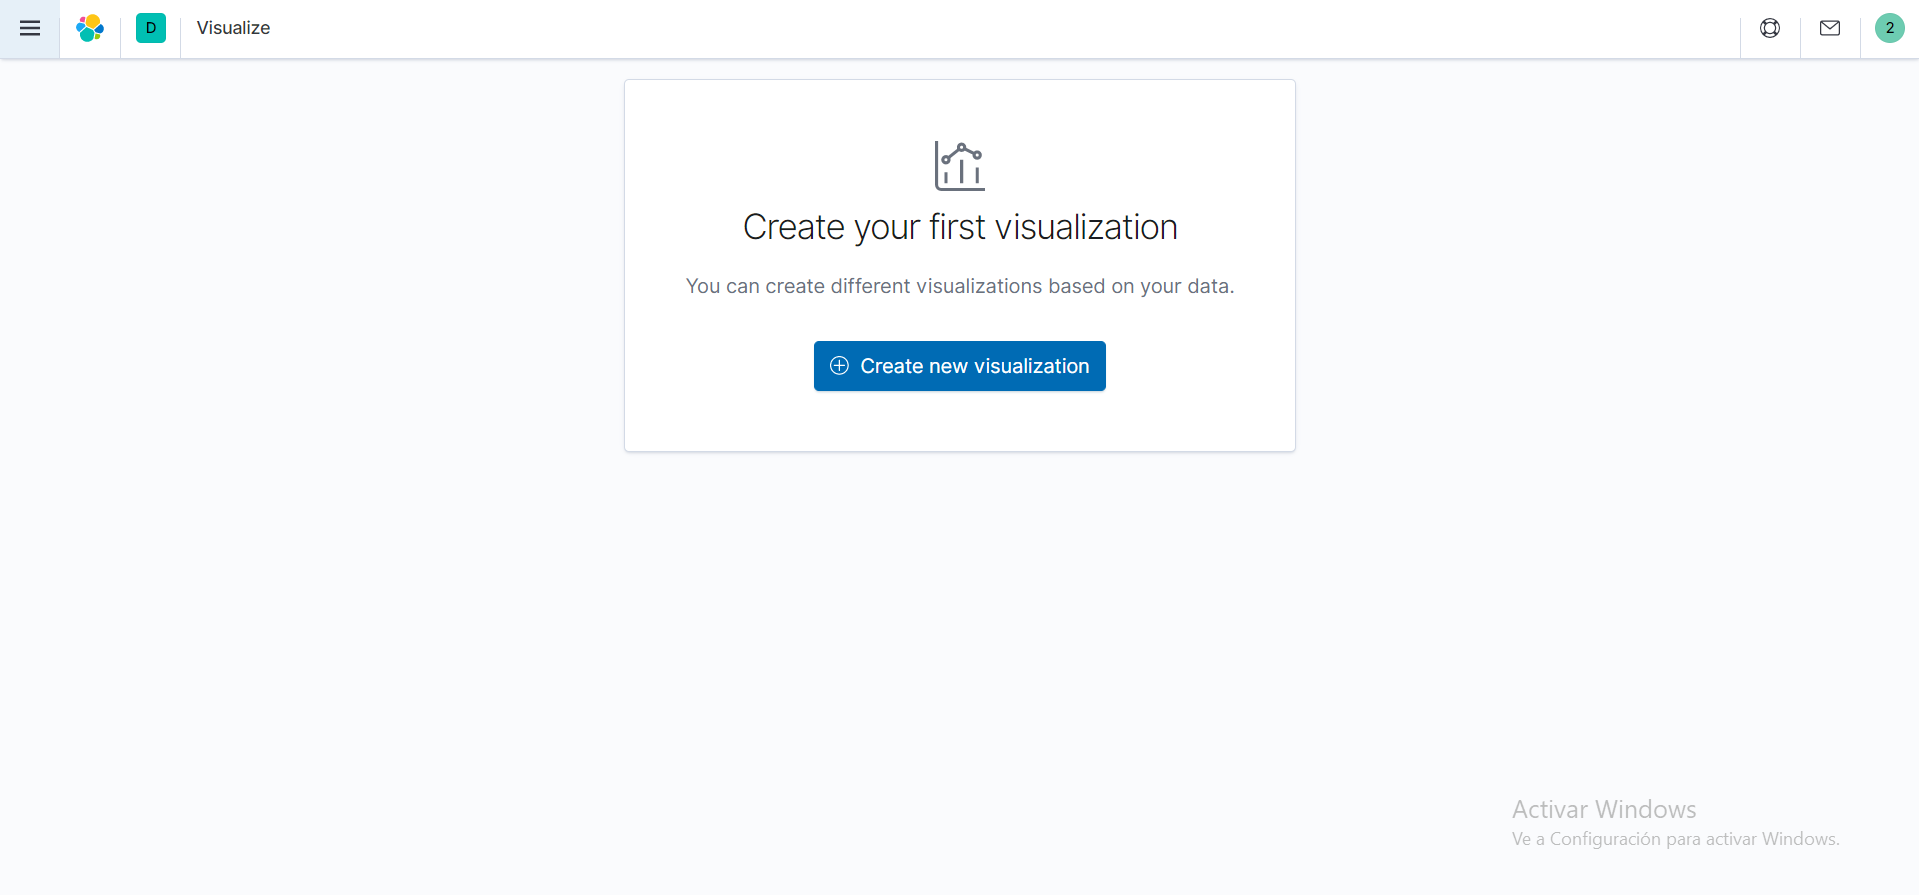 D
Visualize
2
Create your first visualization
You can create different visualizations based on your data.
Create new visualization
Activar Windows
Ve a Configuración para activar Windows.